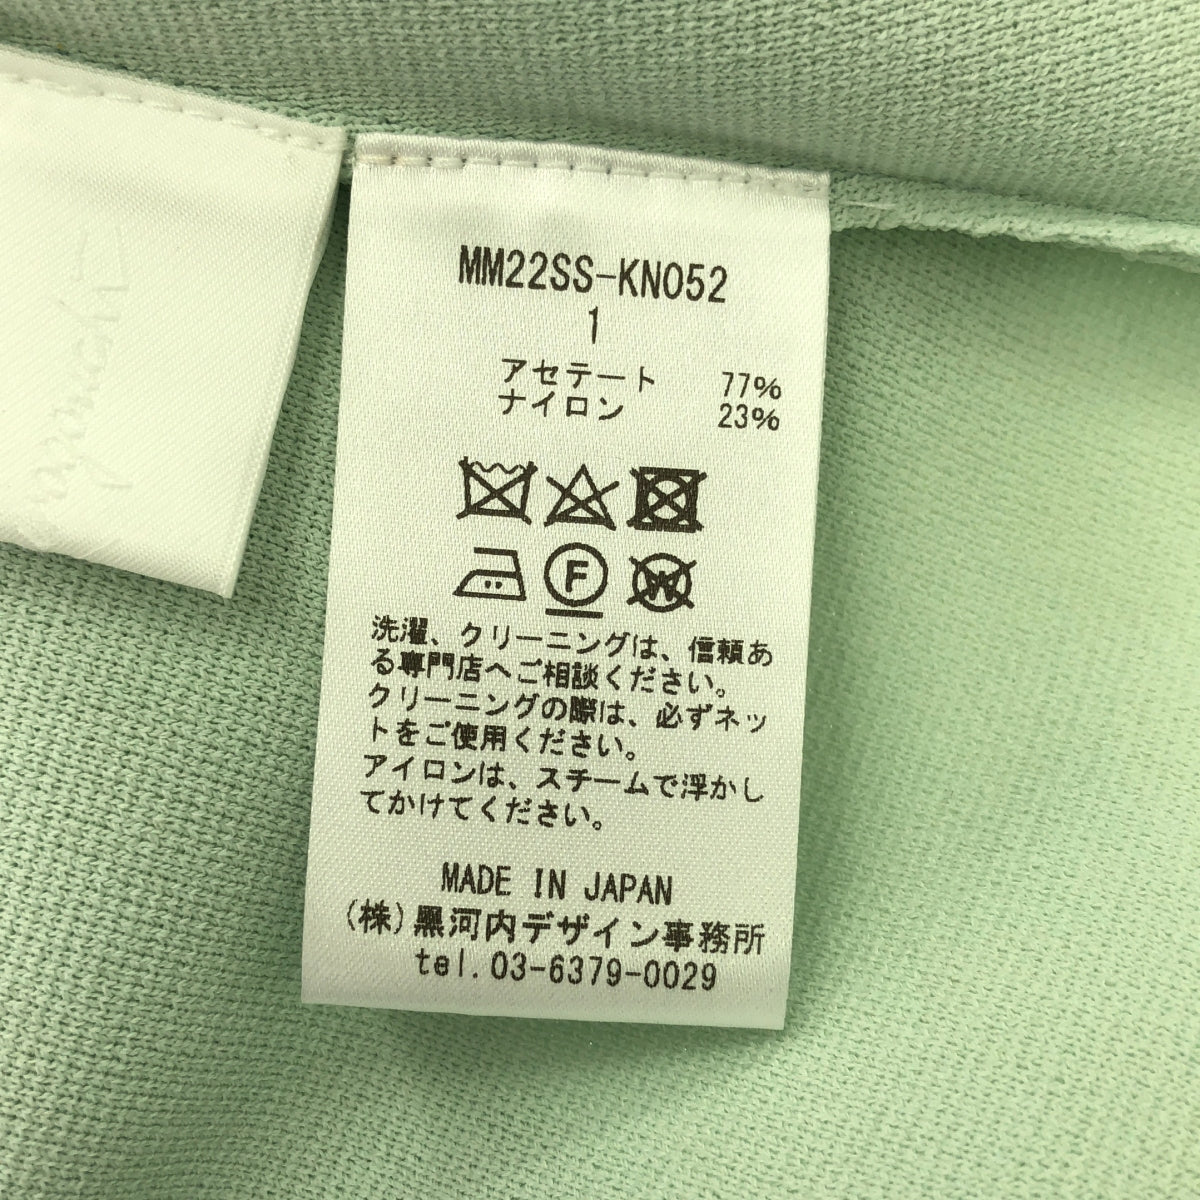 MM22SS-KN052
1
アセテート 77%
ナイロン 23%
F
W
洗濯、クリーニングは、信頼あ
る専門店へご相談ください。
クリーニングの際は、必ずネッ
トをご使用ください。
アイロンは、スチームで浮かし
てかけてください。
MADE IN JAPAN
(株)黒河内デザイン事務所
tel.03-6379-0029